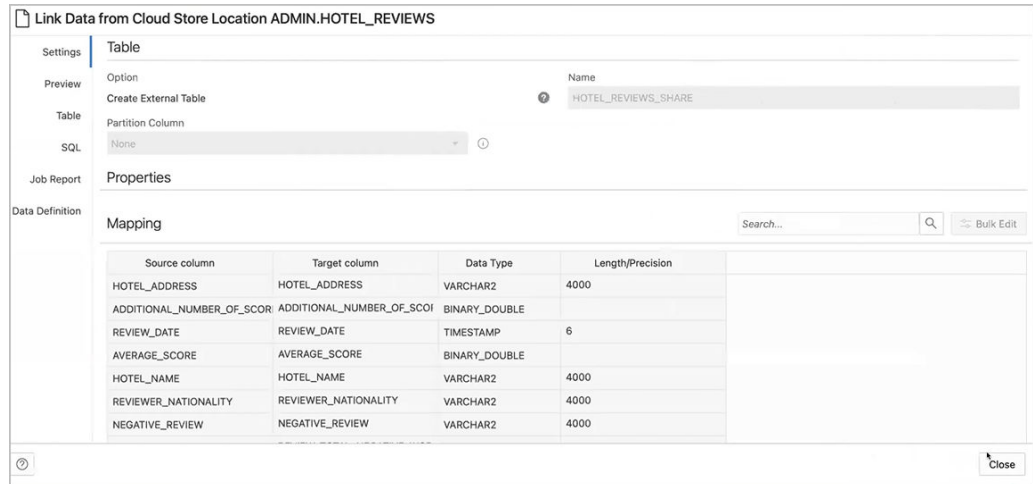 Link Data from Cloud Store Location ADMIN.HOTEL_REVIEWS
Settings
Preview
Table
SQL
Job Report
Data Definition
Table
Option
Name
Create External Table
HOTEL_REVIEWS_SHARE
Partition Column
None
Properties
Mapping
Search...
Bulk Edit
Source column Target column Data Type Length/Precision
HOTEL_ADDRESS HOTEL_ADDRESS VARCHAR2 4000
ADDITIONAL_NUMBER_OF_SCORI ADDITIONAL_NUMBER_OF_SCOI BINARY_DOUBLE
REVIEW_DATE REVIEW_DATE TIMESTAMP 6
AVERAGE_SCORE AVERAGE_SCORE BINARY_DOUBLE
HOTEL_NAME HOTEL_NAME VARCHAR2 4000
REVIEWER_NATIONALITY REVIEWER_NATIONALITY VARCHAR2 4000
NEGATIVE_REVIEW NEGATIVE_REVIEW VARCHAR2 4000
Close